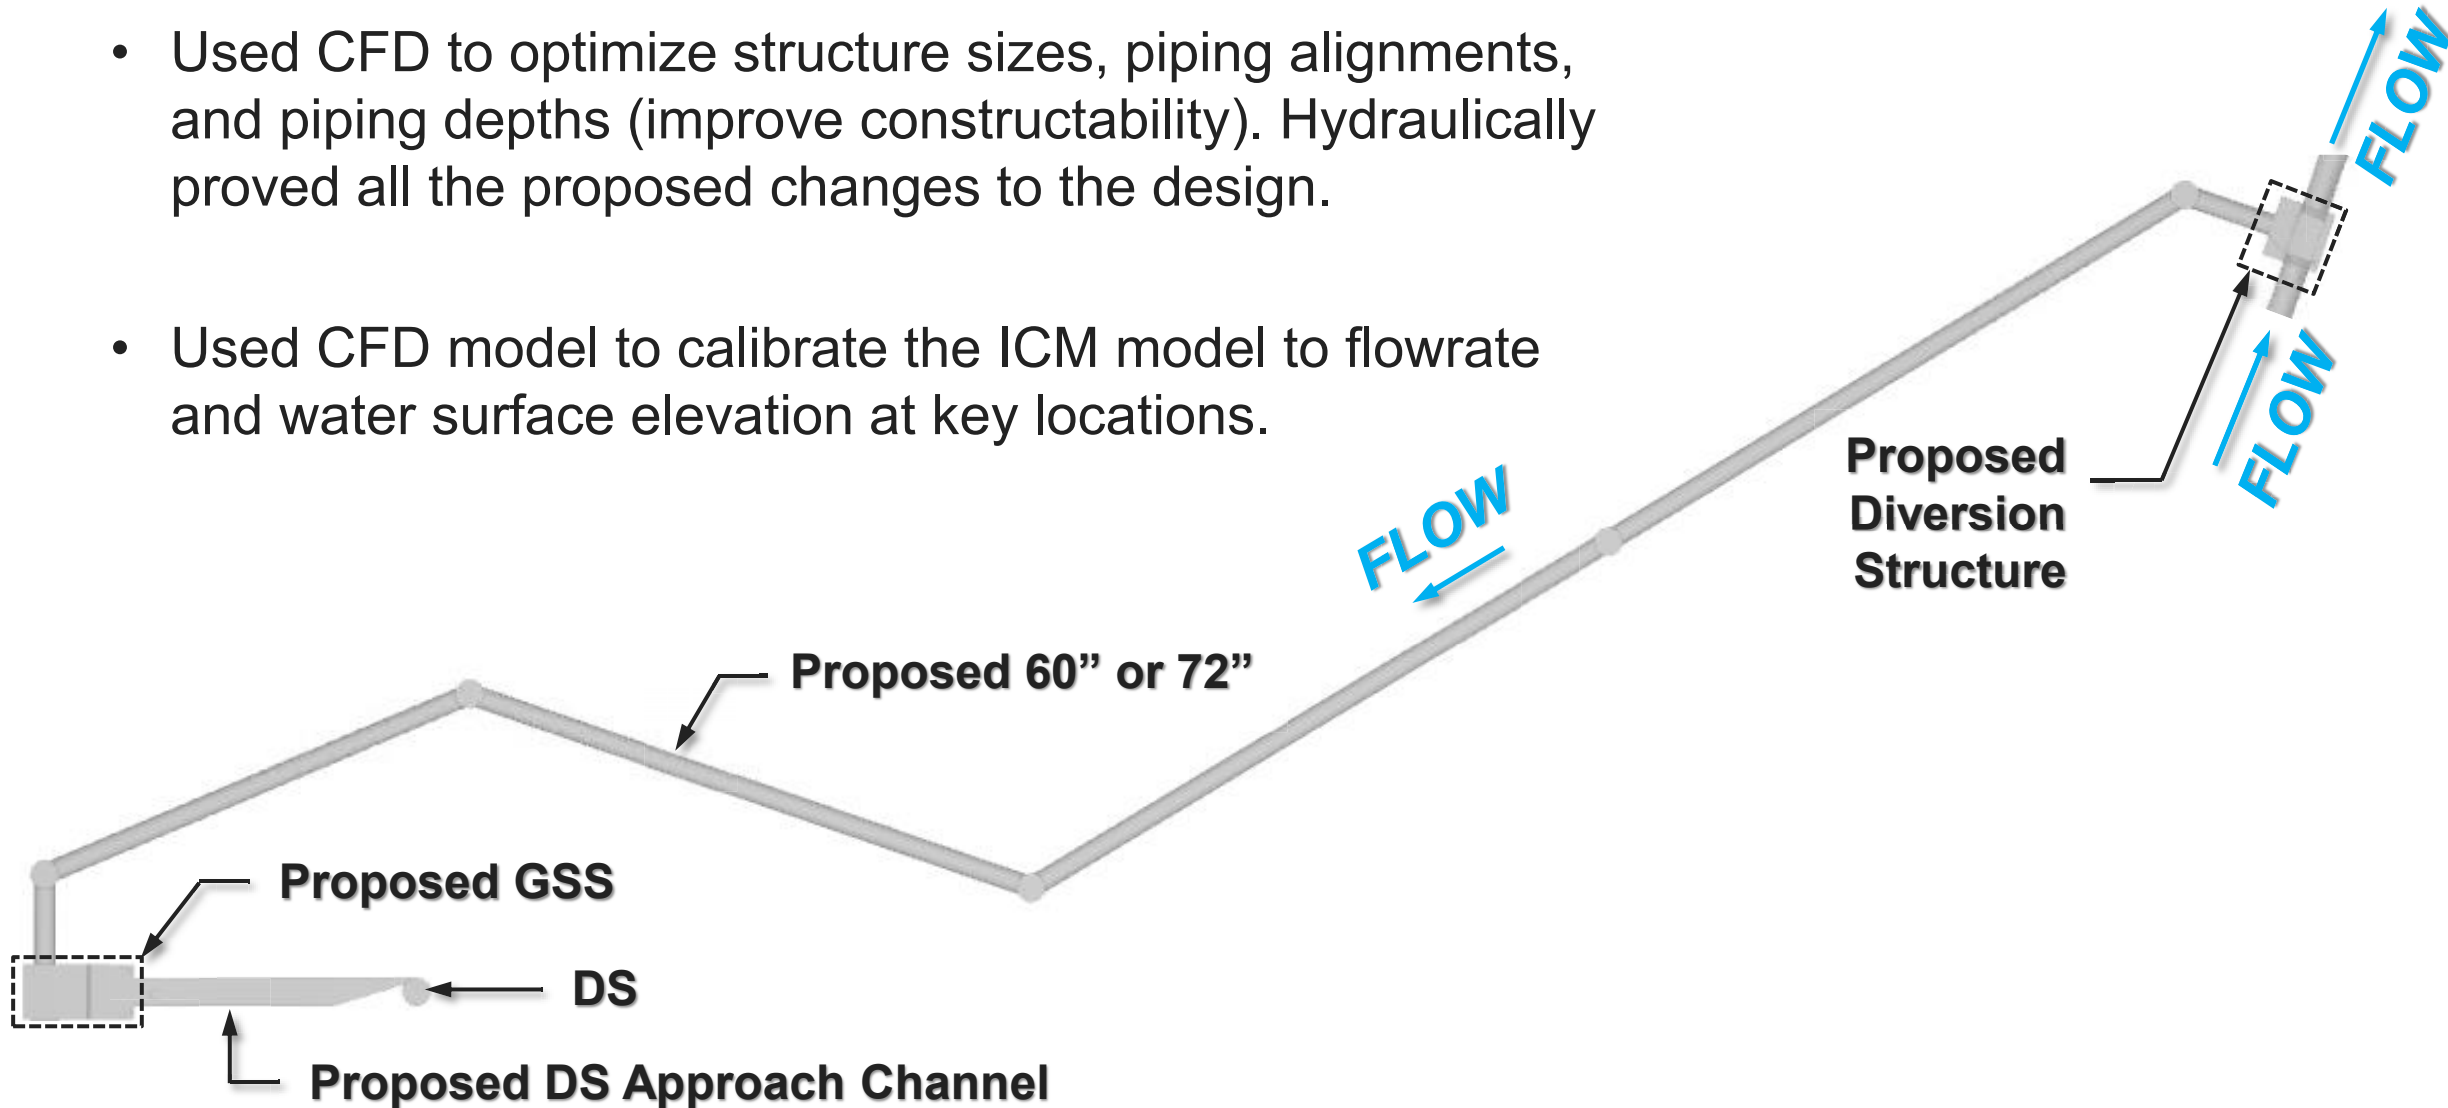 • Used CFD to optimize structure sizes, piping alignments,
and piping depths (improve constructability). Hydraulically
proved all the proposed changes to the design.
• Used CFD model to calibrate the ICM model to flowrate
and water surface elevation at key locations.
FLOW
FLOW
Proposed
Diversion
Structure
FLOW
Proposed 60” or 72”
Proposed GSS
DS
Proposed DS Approach Channel